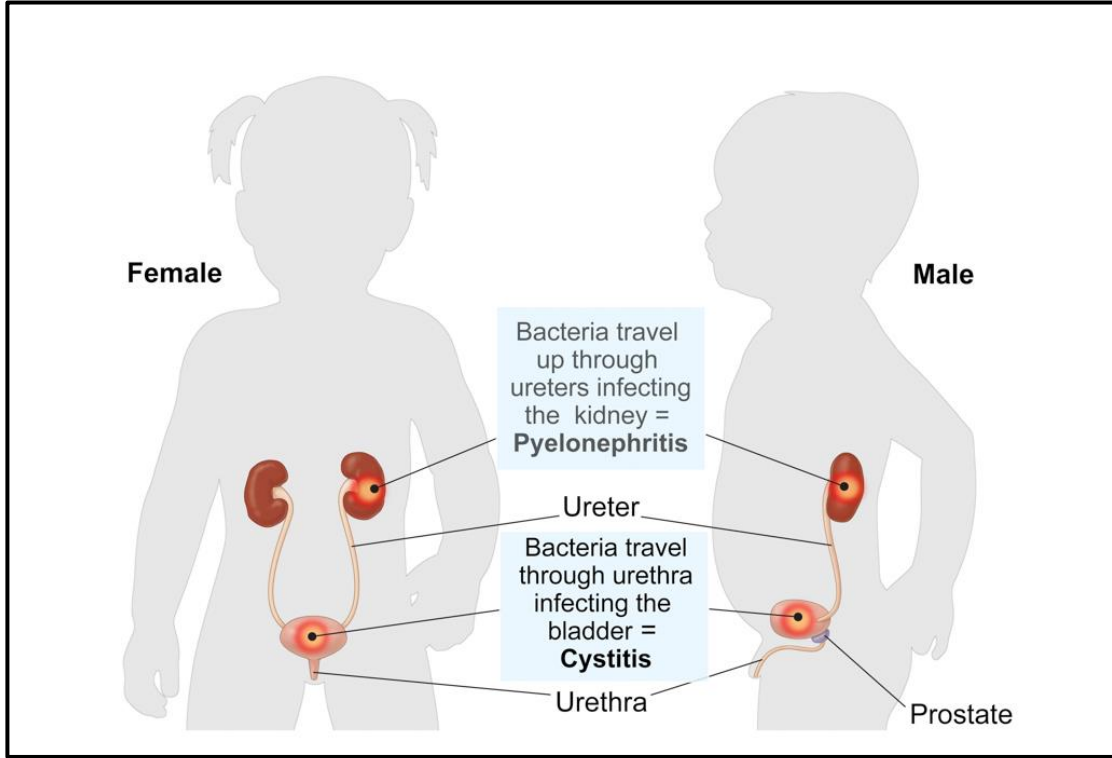 Female
Male
Bacteria travel
up through
ureters infecting
the kidney =
Pyelonephritis
Ureter
Bacteria travel
through urethra
infecting the
bladder =
Cystitis
Urethra
Prostate